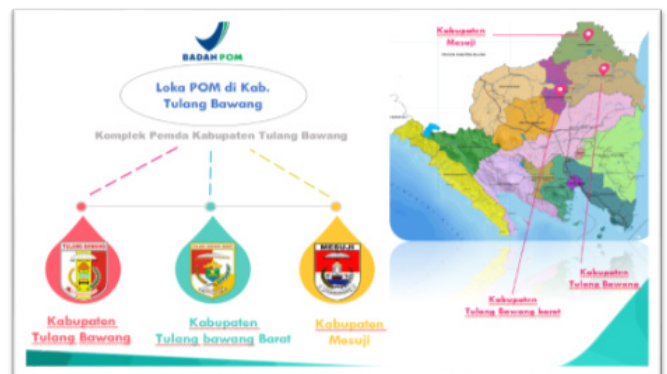 BADAN POM
Loka POM di Kab.
Tulang Bawang
Komplek Pemda Kabupaten Tulang Bawang
TULANG BAWANG
MESUJI
Kabupaten
Tulang Bawang
Kabupaten
Tulang bawang Barat
Kabupaten
Mesuji
Kabupaten
Mesuji
Kabupaten
Tulang Bawang
Kabupaten
Tulang Bawang barat